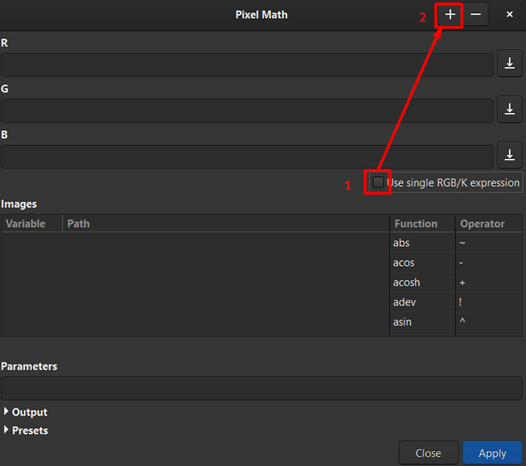 Pixel Math
2 + − ×
R
G
B
1 Use single RGB/K expression
Images
Variable Path Function Operator
abs ~
acos -
acosh +
adev !
asin ^
Parameters
Output
Presets
Close Apply